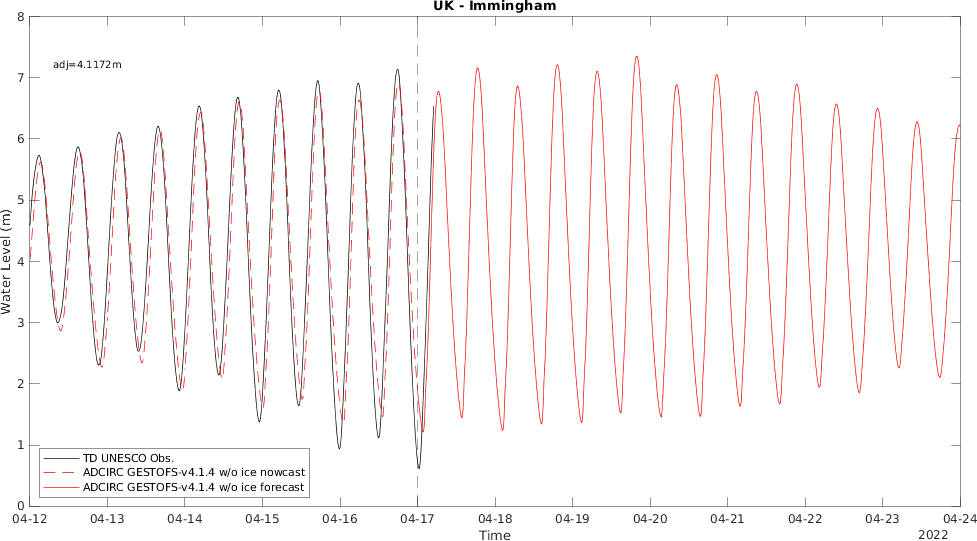 UK - Immingham
8
adj=4.1172m
7
6
5
4
3
2
1
0
Water Level (m)
TD UNESCO Obs.
ADCIRC GESTOFS-v4.1.4 w/o ice nowcast
ADCIRC GESTOFS-v4.1.4 w/o ice forecast
04-12 04-13 04-14 04-15 04-16 04-17 04-18 04-19 04-20 04-21 04-22 04-23 04-24
Time
2022